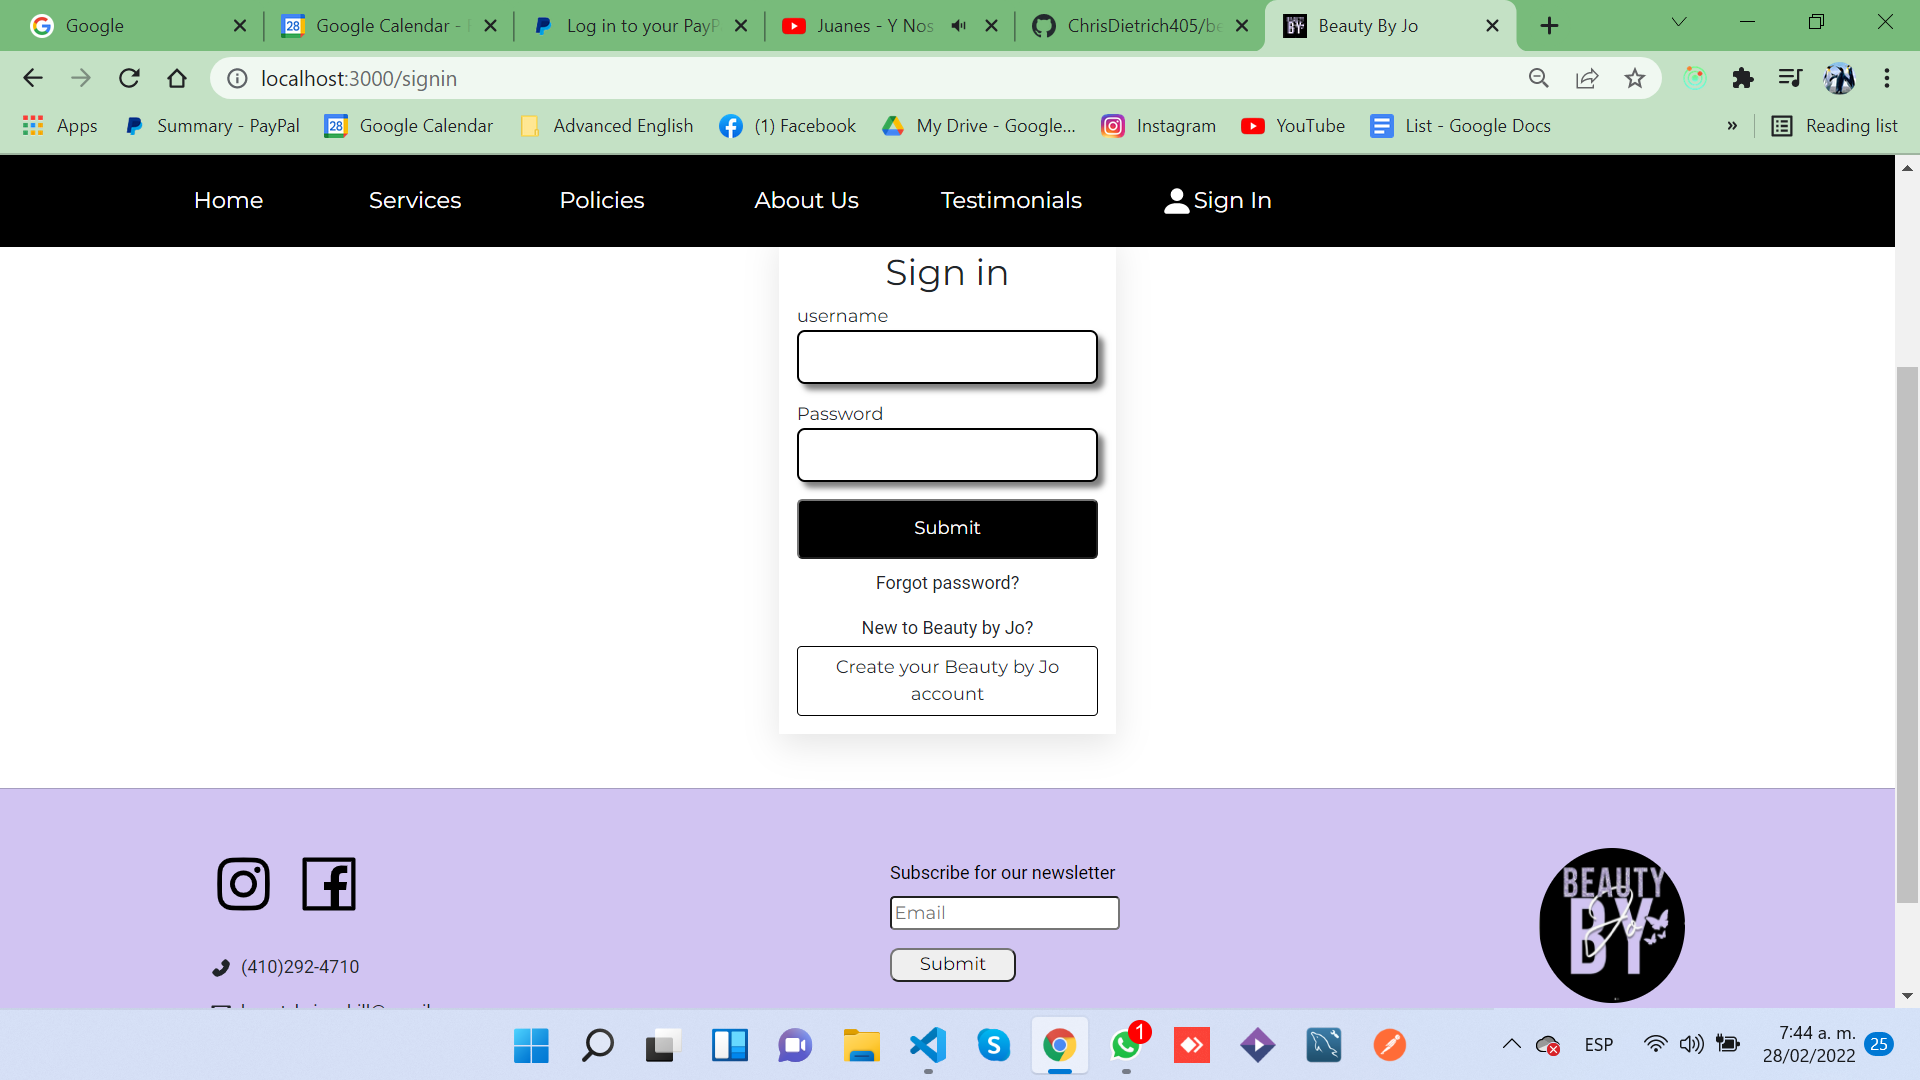 Google
Google Calendar -
Log in to your PayP
Juanes - Y Nos
ChrisDietrich405/be
Beauty By Jo
localhost:3000/signin
Apps
Summary - PayPal
28
Google Calendar
Advanced English
(1) Facebook
My Drive - Google...
Instagram
YouTube
List - Google Docs
»
Reading list
Home
Services
Policies
About Us
Testimonials
Sign In
Sign in
username
Password
Submit
Forgot password?
New to Beauty by Jo?
Create your Beauty by Jo
account
Subscribe for our newsletter
Email
Submit
(410)292-4710
BEAUTY
BY
Jo
1
ESP
7:44 a. m.
28/02/2022
25